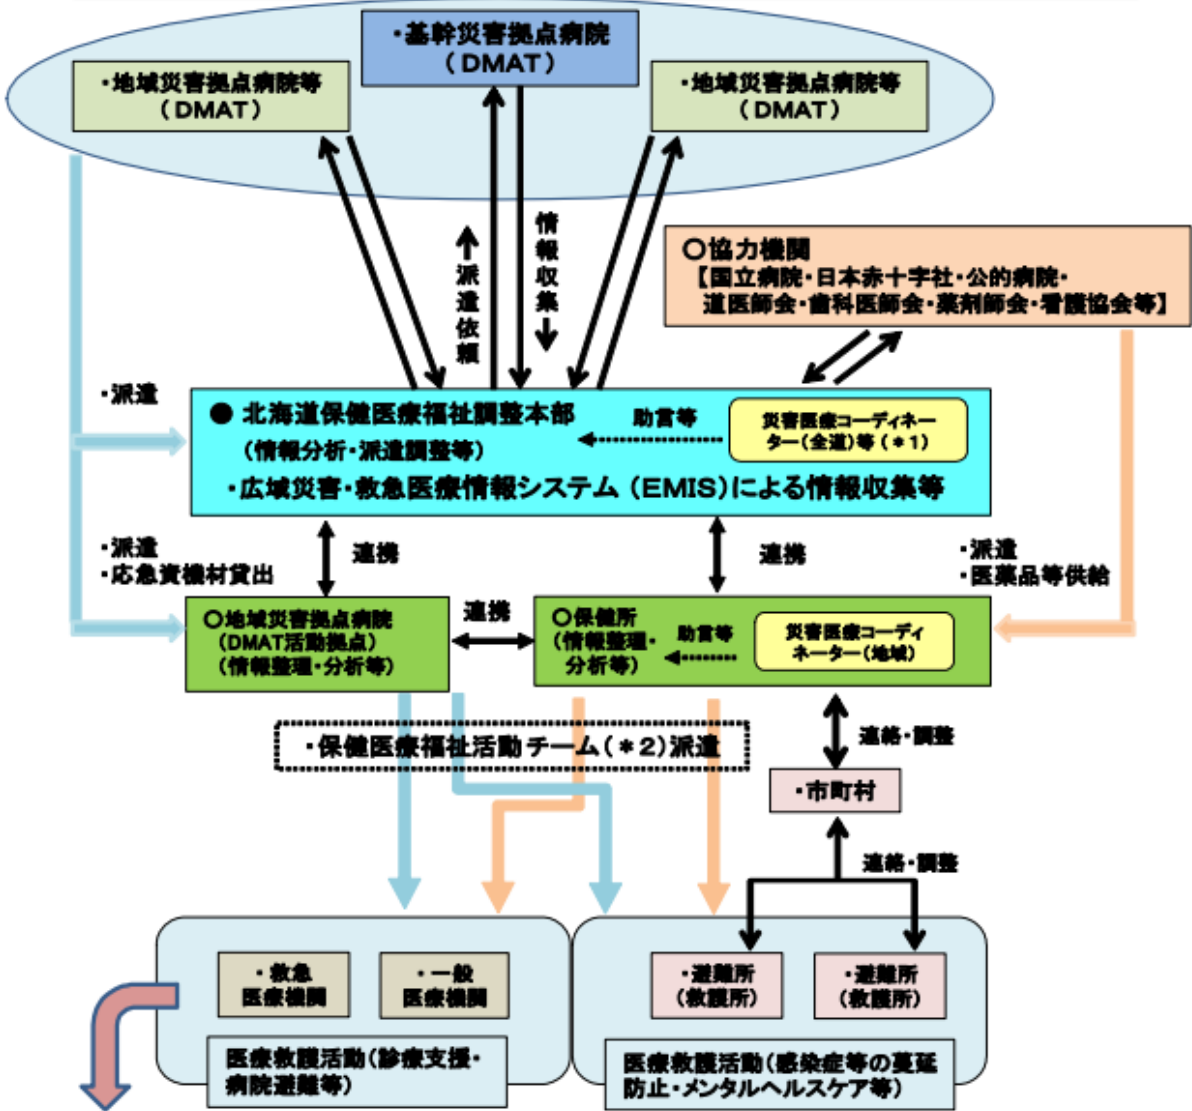 ・基幹災害拠点病院
(DMAT)
・地域災害拠点病院等
(DMAT)
・地域災害拠点病院等
(DMAT)
↑派遣依頼
情報収集↓
〇協力機関
【国立病院・日本赤十字社・公的病院・
道医師会・歯科医師会・薬剤師会・看護協会等】
・派遣
● 北海道保健医療福祉調整本部
(情報分析・派遣調整等)
助言等
災害医療コーディネー
ター(全道)等(*1)
・広域災害・救急医療情報システム(EMIS)による情報収集等
・派遣
・応急資機材貸出
連携
連携
・派遣
・医薬品等供給
〇地域災害拠点病院
(DMAT活動拠点)
(情報整理・分析等)
連携
〇保健所
(情報整理・
分析等)
助言等
災害医療コーディ
ネーター(地域)
・保健医療福祉活動チーム(*2)派遣
連絡・調整
・市町村
連絡・調整
・救急
医療機関
・一般
医療機関
・避難所
(救護所)
・避難所
(救護所)
医療救護活動(診療支援・
病院避難等)
医療救護活動(感染症等の蔓延
防止・メンタルヘルスケア等)